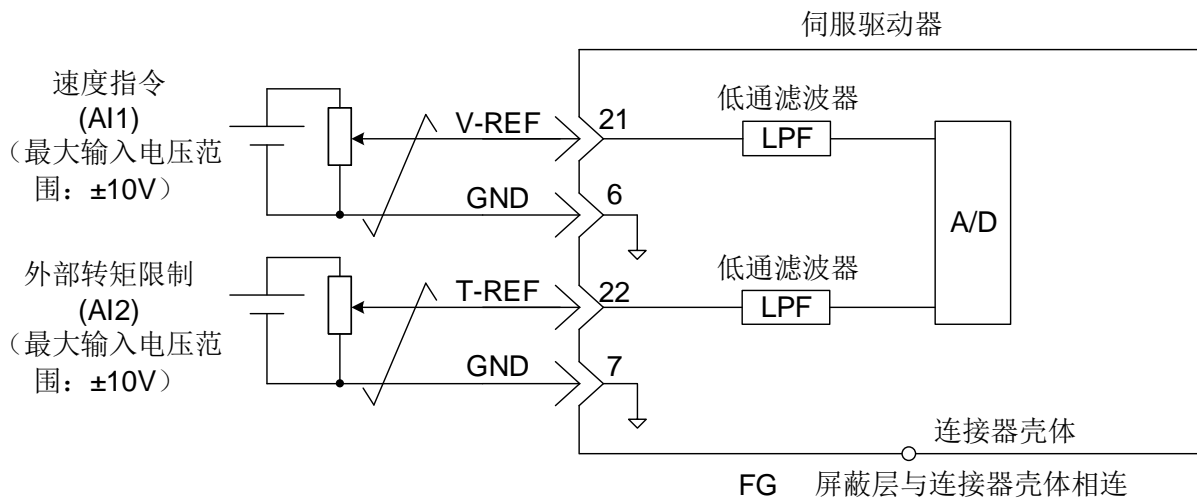 伺服驱动器
速度指令
(AI1)
（最大输入电压范
围：±10V）
V-REF
21
低通滤波器
LPF
GND
6
A/D
外部转矩限制
(AI2)
（最大输入电压范
围：±10V）
T-REF
22
低通滤波器
LPF
GND
7
连接器壳体
FG 屏蔽层与连接器壳体相连